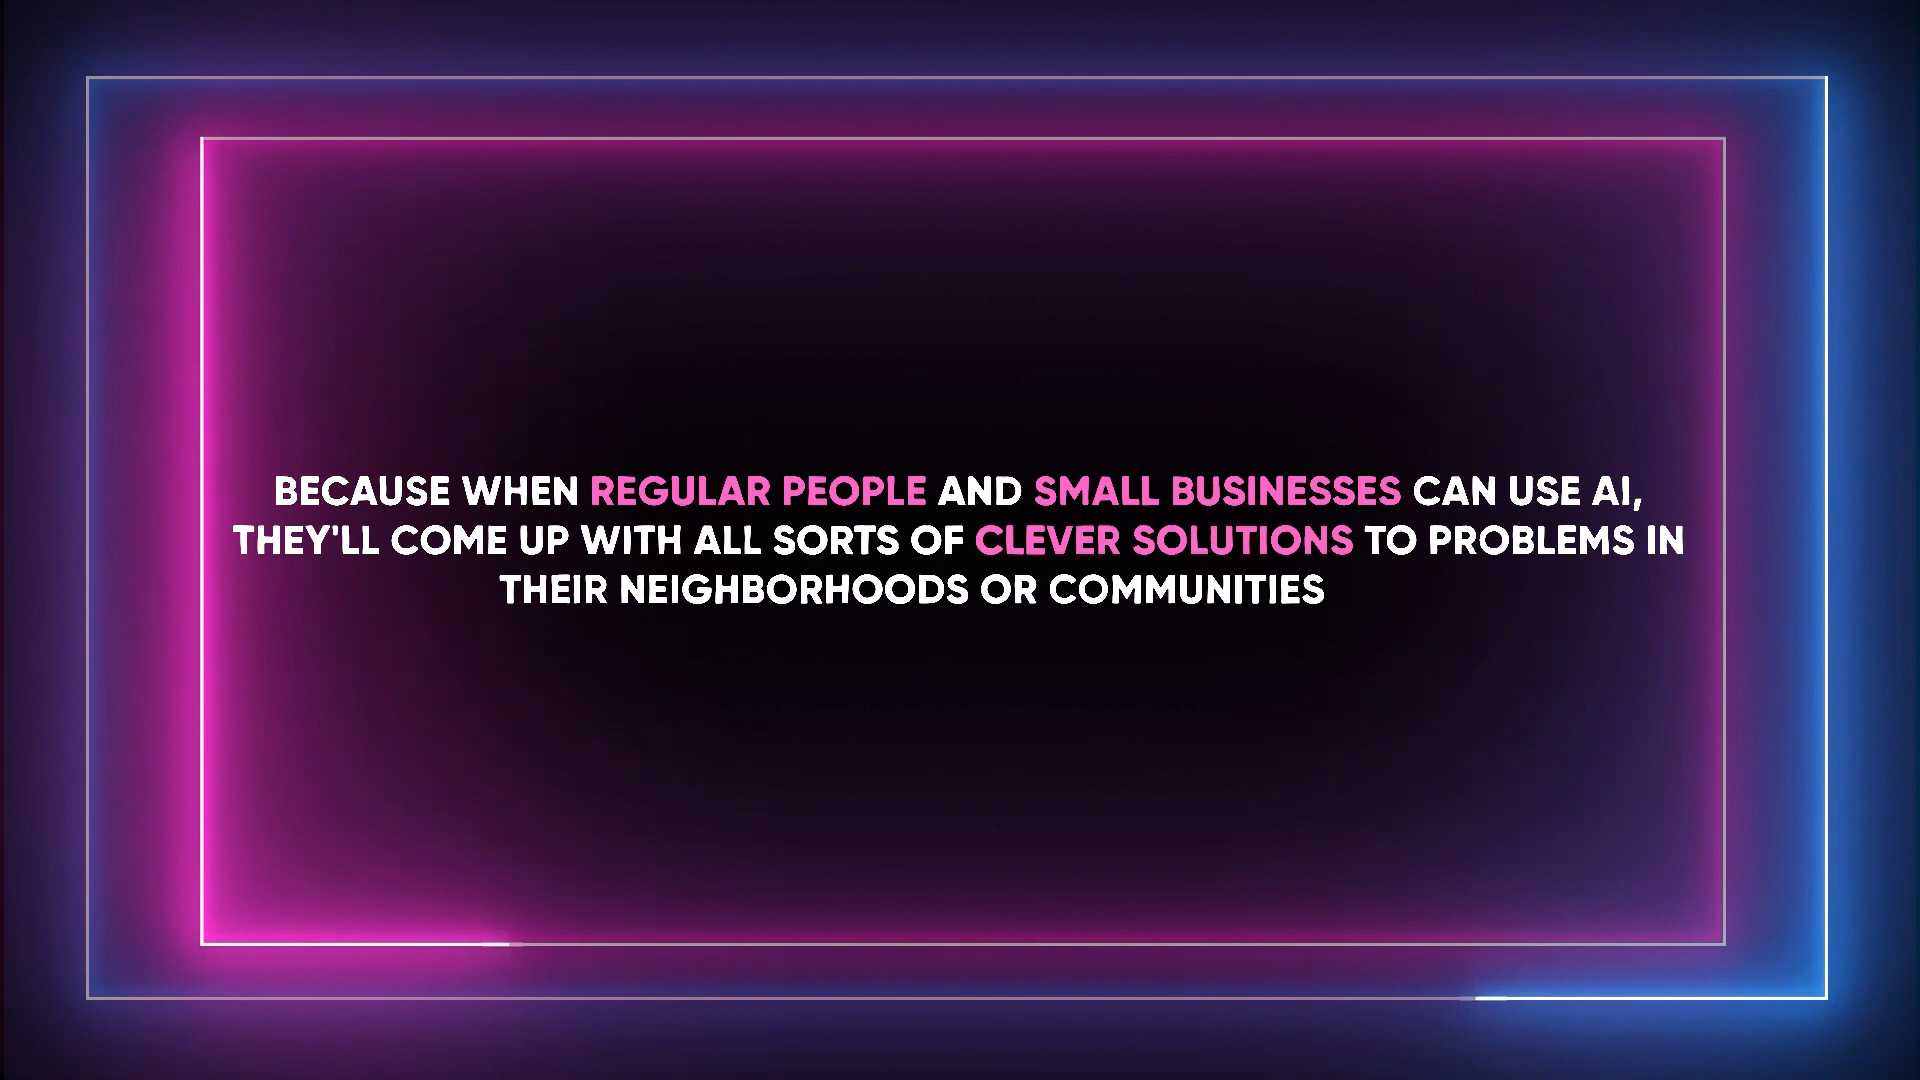 BECAUSE WHEN REGULAR PEOPLE AND SMALL BUSINESSES CAN USE AI,
THEY'LL COME UP WITH ALL SORTS OF CLEVER SOLUTIONS TO PROBLEMS IN
THEIR NEIGHBORHOODS OR COMMUNITIES